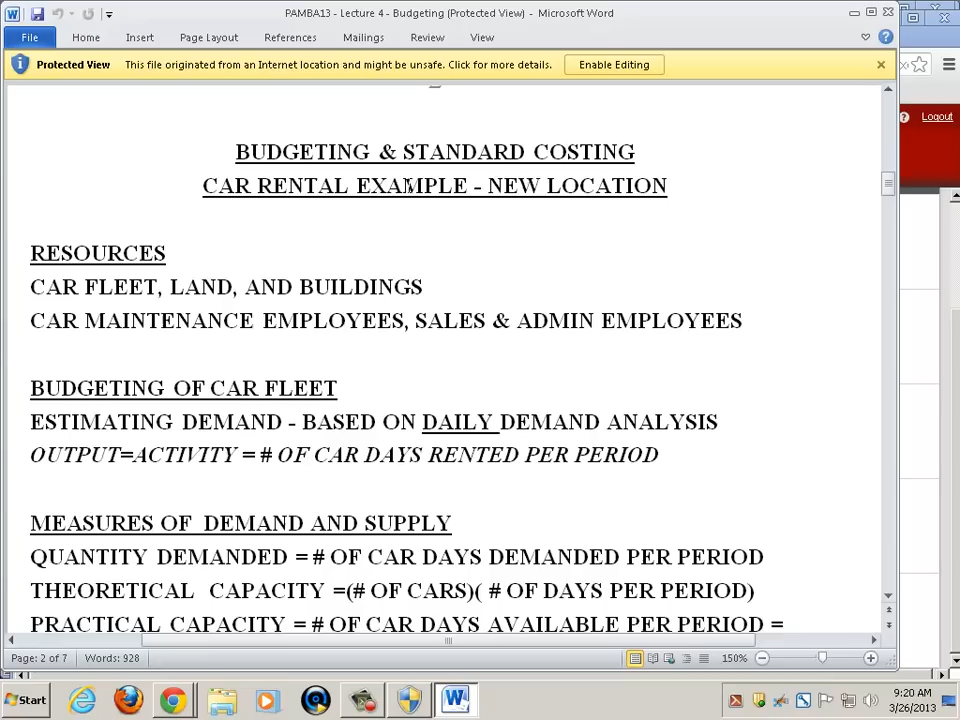 PAMBA13 - Lecture 4 - Budgeting (Protected View) - Microsoft Word
File Home Insert Page Layout References Mailings Review View
Protected View This file originated from an Internet location and might be unsafe. Click for more details. Enable Editing
Logout
BUDGETING & STANDARD COSTING
CAR RENTAL EXAMPLE - NEW LOCATION
RESOURCES
CAR FLEET, LAND, AND BUILDINGS
CAR MAINTENANCE EMPLOYEES, SALES & ADMIN EMPLOYEES
BUDGETING OF CAR FLEET
ESTIMATING DEMAND - BASED ON DAILY DEMAND ANALYSIS
OUTPUT=ACTIVITY = # OF CAR DAYS RENTED PER PERIOD
MEASURES OF DEMAND AND SUPPLY
QUANTITY DEMANDED = # OF CAR DAYS DEMANDED PER PERIOD
THEORETICAL CAPACITY =(# OF CARS)( # OF DAYS PER PERIOD)
PRACTICAL CAPACITY = # OF CAR DAYS AVAILABLE PER PERIOD =
Page: 2 of 7 Words: 928 150%
Start 9:20 AM
3/26/2013